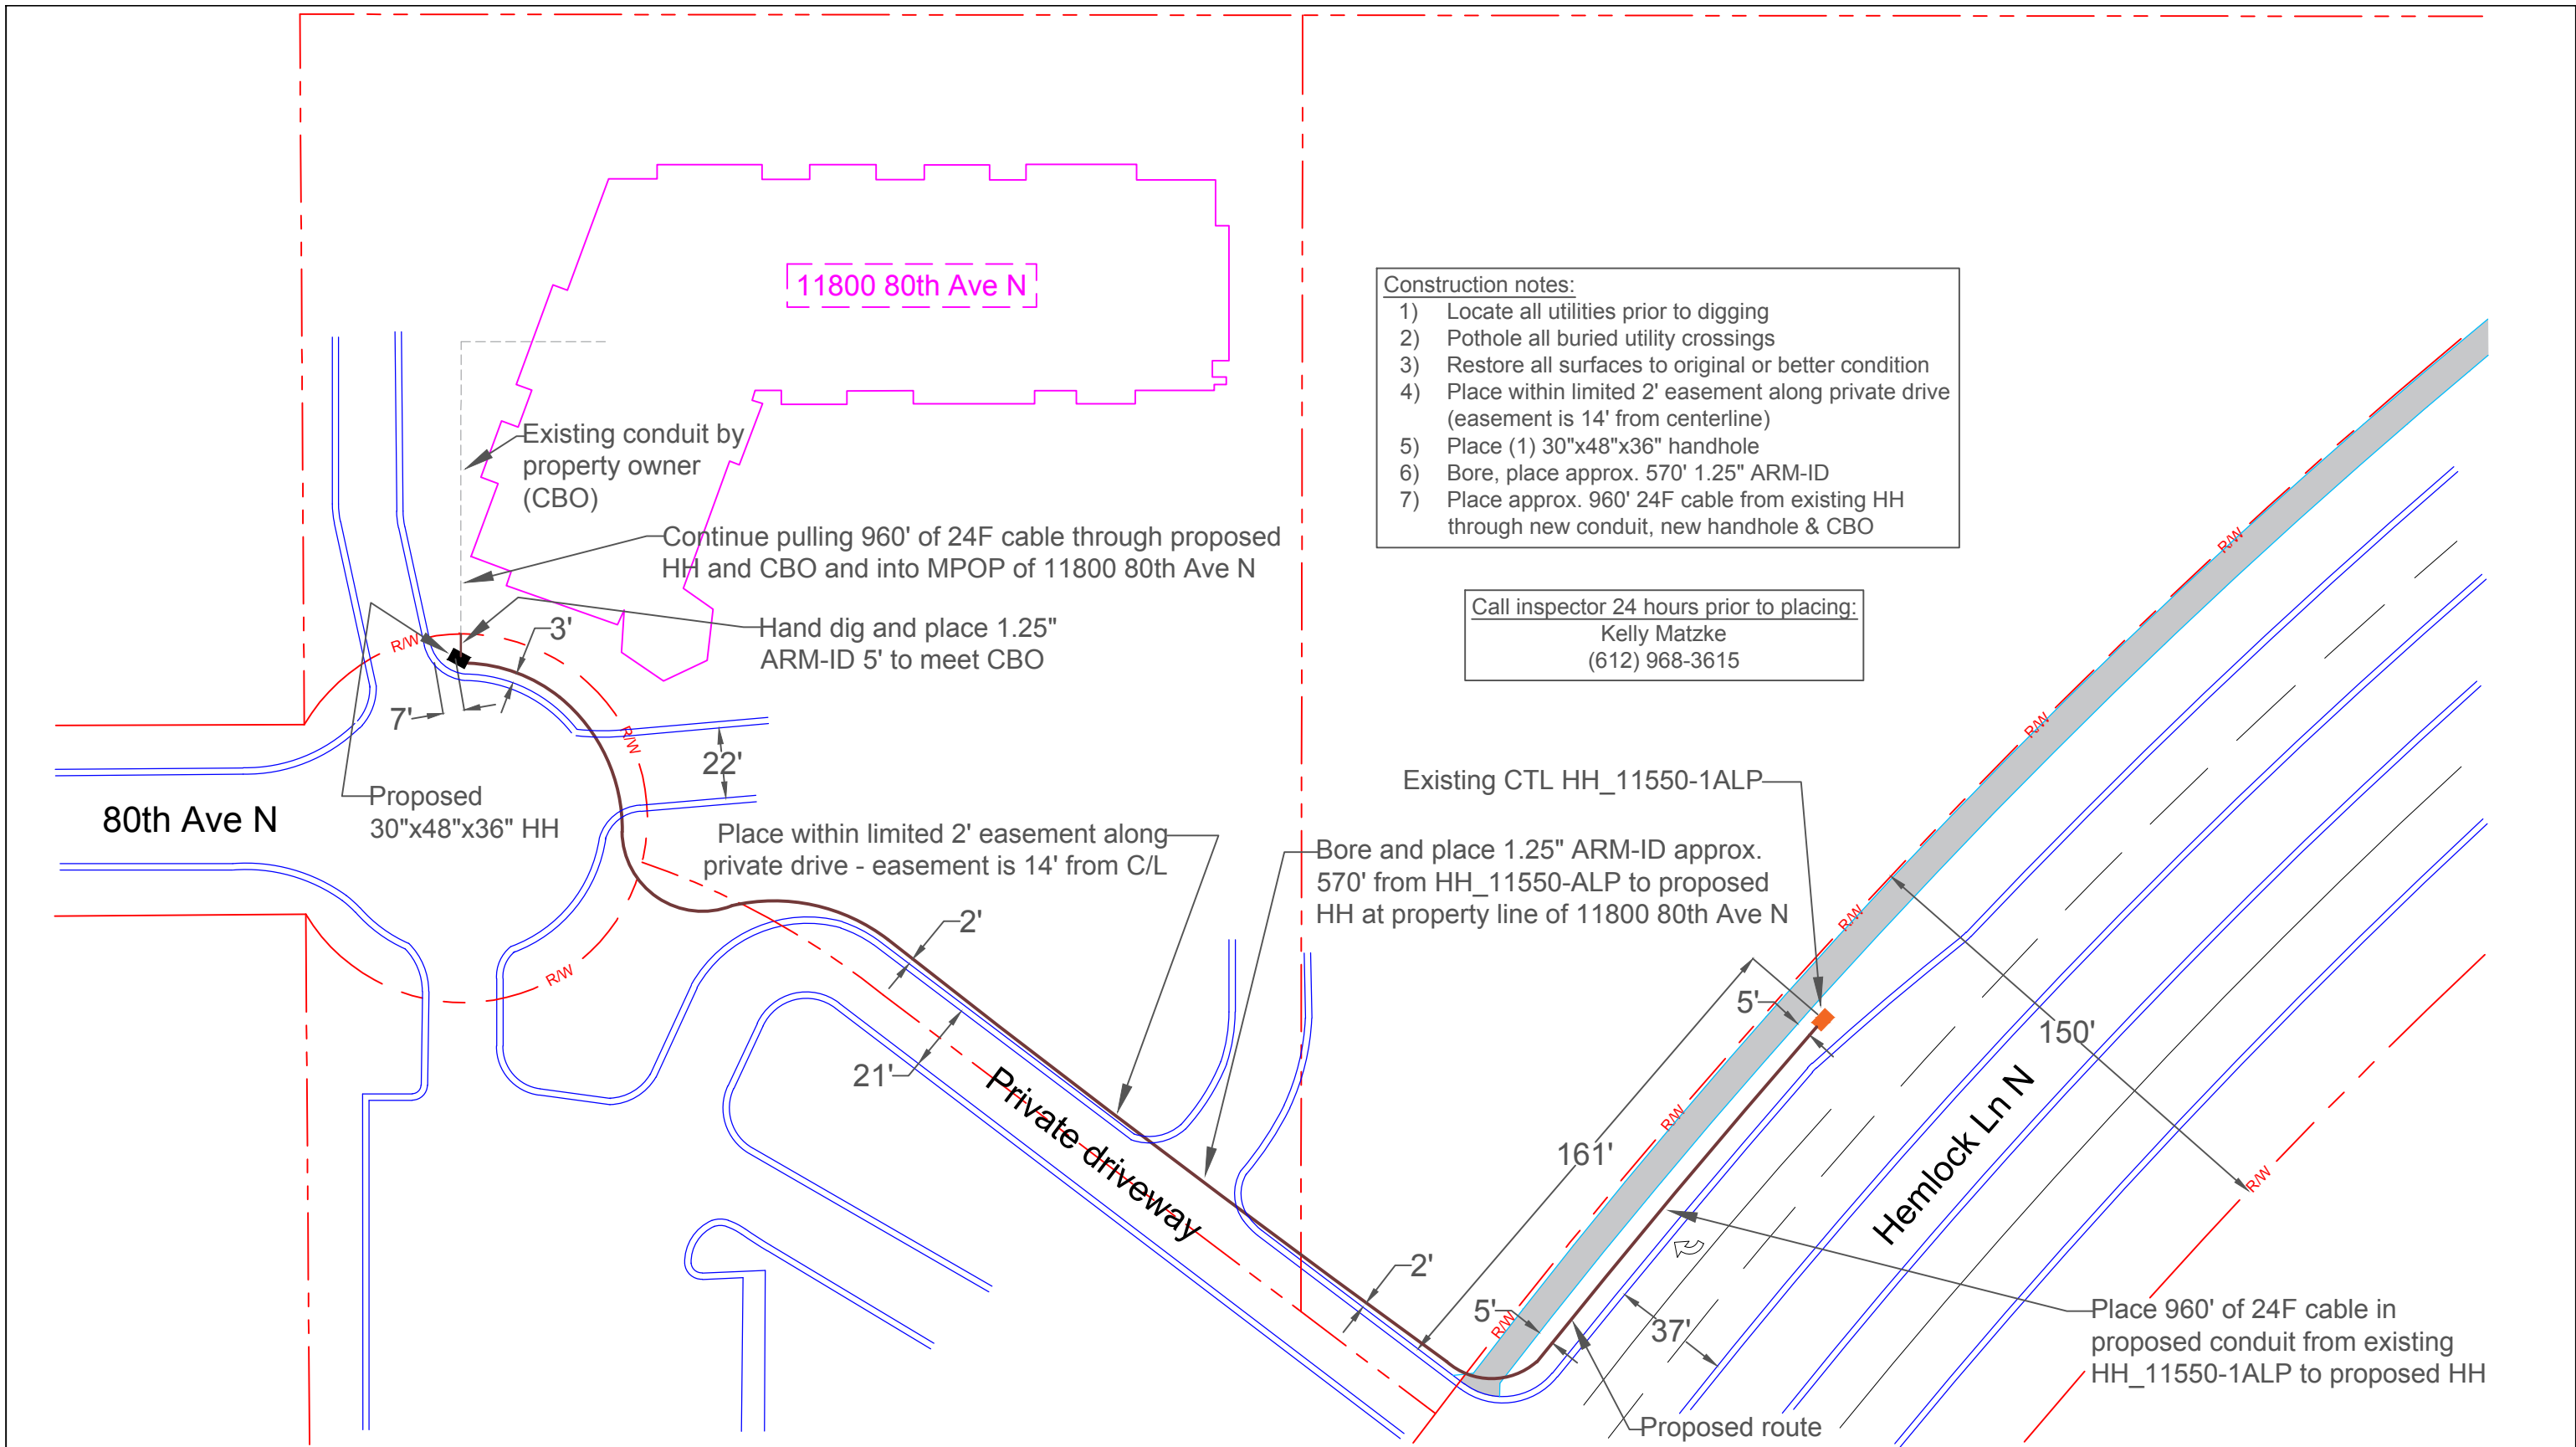 11800 80th Ave N
Construction notes:
1) Locate all utilities prior to digging
2) Pothole all buried utility crossings
3) Restore all surfaces to original or better condition
4) Place within limited 2' easement along private drive
(easement is 14' from centerline)
5) Place (1) 30"x48"x36" handhole
6) Bore, place approx. 570' 1.25" ARM-ID
7) Place approx. 960' 24F cable from existing HH
through new conduit, new handhole & CBO
Call inspector 24 hours prior to placing:
Kelly Matzke
(612) 968-3615
Existing conduit by
property owner
(CBO)
Continue pulling 960' of 24F cable through proposed
HH and CBO and into MPOP of 11800 80th Ave N
Hand dig and place 1.25"
ARM-ID 5' to meet CBO
3'
R/W
7'
R/W
22'
Proposed
30"x48"x36" HH
80th Ave N
R/W
Place within limited 2' easement along
private drive - easement is 14' from C/L
2'
21'
Private driveway
Existing CTL HH_11550-1ALP
Bore and place 1.25" ARM-ID approx.
570' from HH_11550-ALP to proposed
HH at property line of 11800 80th Ave N
R/W
R/W
R/W
5'
150'
161'
R/W
Hemlock Ln N
R/W
2'
5'
R/W
37'
Place 960' of 24F cable in
proposed conduit from existing
HH_11550-1ALP to proposed HH
Proposed route